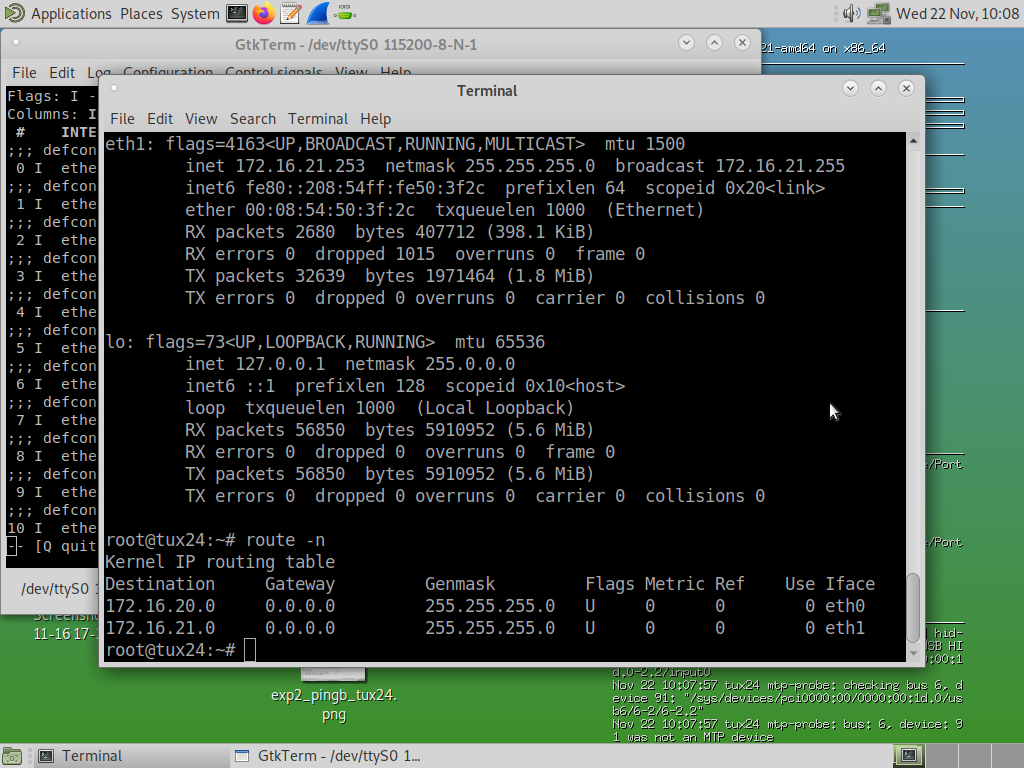 Applications Places System Wed 22 Nov, 10:08
GtkTerm - /dev/ttyS0 115200-8-N-1
21-amd64 on x86_64
File Edit Log Configuration Control signals View Help
Flags: I -
Columns: I
# INTE
;;; defcon
0 I ethe
;;; defcon
1 I ethe
;;; defcon
2 I ethe
;;; defcon
3 I ethe
;;; defcon
4 I ethe
;;; defcon
5 I ethe
;;; defcon
6 I ethe
;;; defcon
7 I ethe
;;; defcon
8 I ethe
;;; defcon
9 I ethe
;;; defcon
10 I ethe
-- [Q quit
/dev/ttyS0 1
Terminal
File Edit View Search Terminal Help
eth1: flags=4163<UP,BROADCAST,RUNNING,MULTICAST> mtu 1500
inet 172.16.21.253 netmask 255.255.255.0 broadcast 172.16.21.255
inet6 fe80::208:54ff:fe50:3f2c prefixlen 64 scopeid 0x20<link>
ether 00:08:54:50:3f:2c txqueuelen 1000 (Ethernet)
RX packets 2680 bytes 407712 (398.1 KiB)
RX errors 0 dropped 1015 overruns 0 frame 0
TX packets 32639 bytes 1971464 (1.8 MiB)
TX errors 0 dropped 0 overruns 0 carrier 0 collisions 0
lo: flags=73<UP,LOOPBACK,RUNNING> mtu 65536
inet 127.0.0.1 netmask 255.0.0.0
inet6 ::1 prefixlen 128 scopeid 0x10<host>
loop txqueuelen 1000 (Local Loopback)
RX packets 56850 bytes 5910952 (5.6 MiB)
RX errors 0 dropped 0 overruns 0 frame 0
TX packets 56850 bytes 5910952 (5.6 MiB)
TX errors 0 dropped 0 overruns 0 carrier 0 collisions 0
root@tux24:~# route -n
Kernel IP routing table
Destination Gateway Genmask Flags Metric Ref Use Iface
172.16.20.0 0.0.0.0 255.255.255.0 U 0 0 0 eth0
172.16.21.0 0.0.0.0 255.255.255.0 U 0 0 0 eth1
root@tux24:~#
e/Port
e/Port
Screensho
11-16 17-
exp2_pingb_tux24.
png
hid-
SB HI
:00:1
d.0-2.2/input0
Nov 22 10:07:57 tux24 mtp-probe: checking bus 6, d
evice 91: "/sys/devices/pci0000:00/0000:00:1d.0/us
b6/6-2/6-2.2"
Nov 22 10:07:57 tux24 mtp-probe: bus: 6, device: 9
1 was not an MTP device
Terminal
GtkTerm - /dev/ttyS0 1...